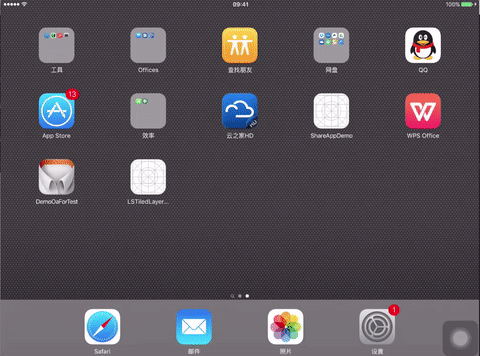 09:41
100%
工具
Offices
查找朋友
网盘
QQ
13
App Store
效率
HD
云之家HD
ShareAppDemo
WPS Office
DemoOaForTest
LSTiledLayer...
1
Safari
邮件
照片
设置